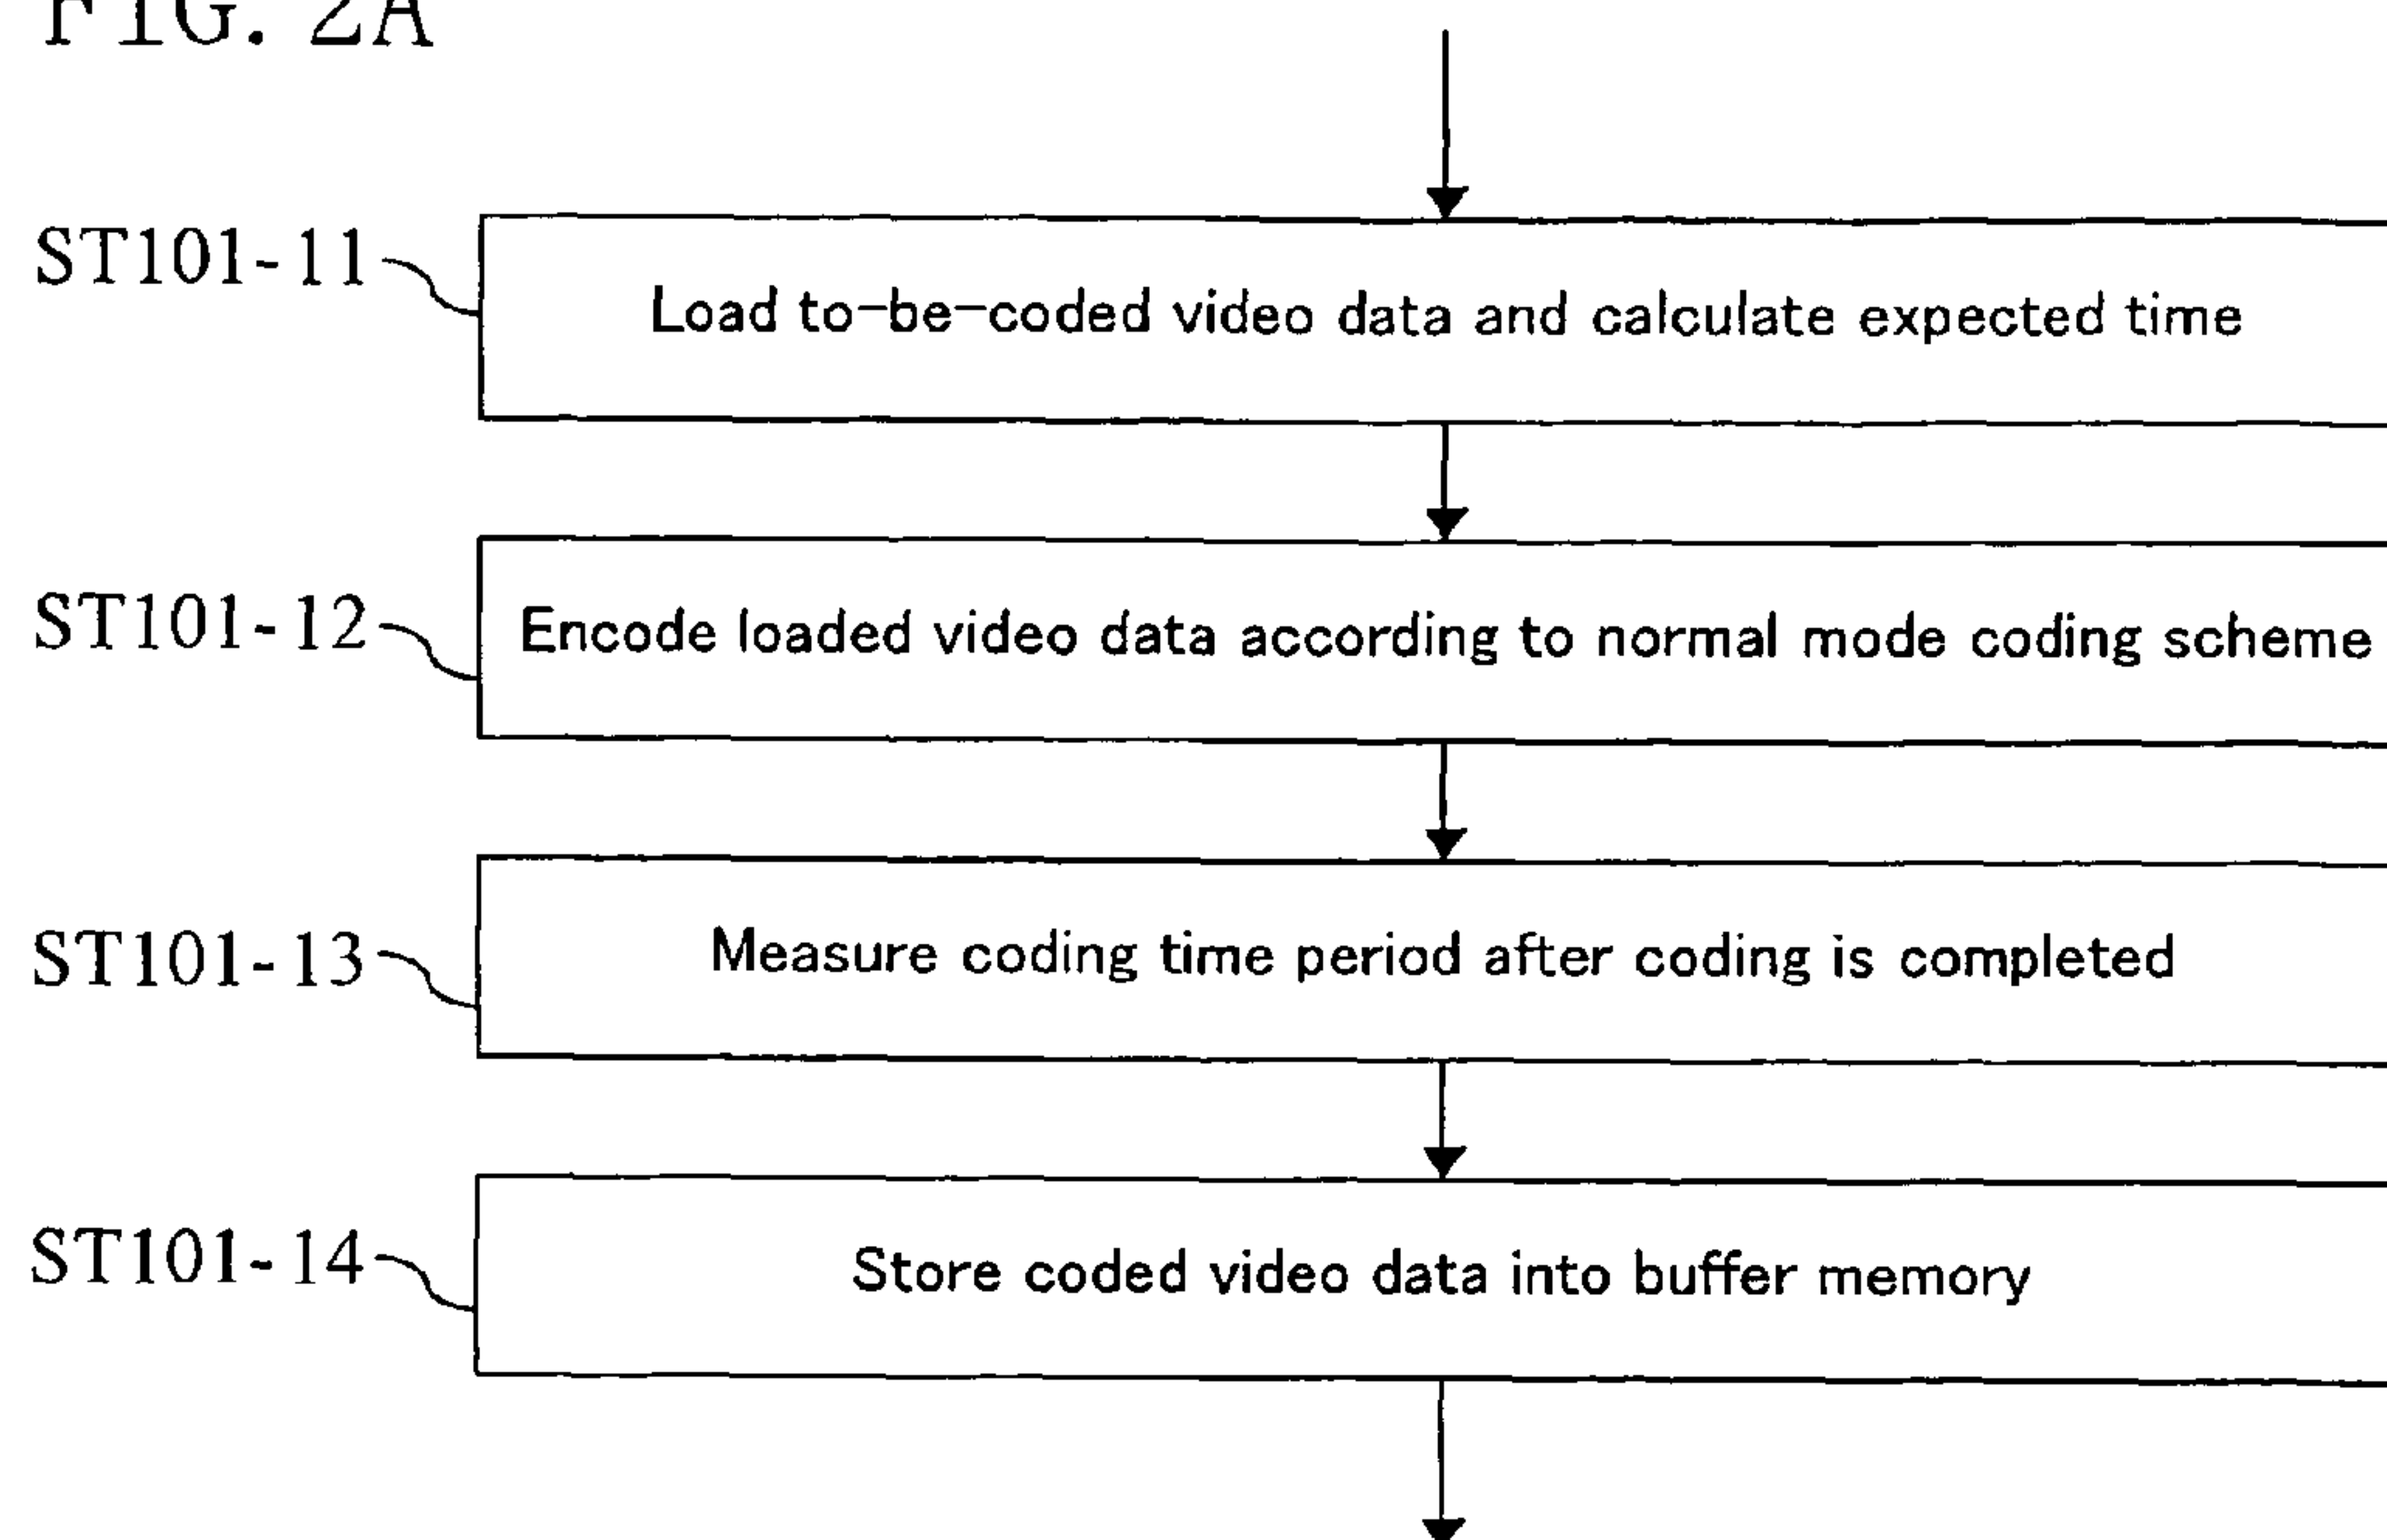 FIG. 2A
ST101-11
Load to-be-coded video data and calculate expected time
ST101-12
Encode loaded video data according to normal mode coding scheme
ST101-13
Measure coding time period after coding is completed
ST101-14
Store coded video data into buffer memory